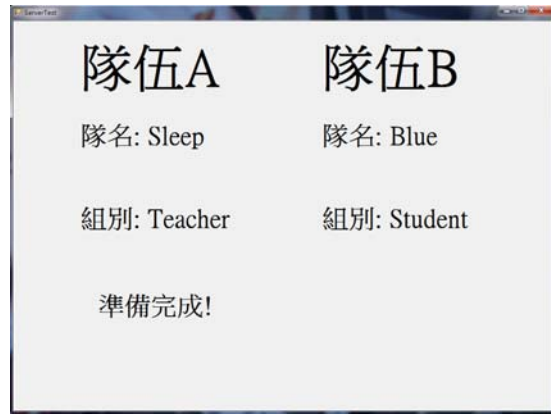 ServerTest
隊伍A 隊伍B
隊名: Sleep 隊名: Blue
組別: Teacher 組別: Student
準備完成!